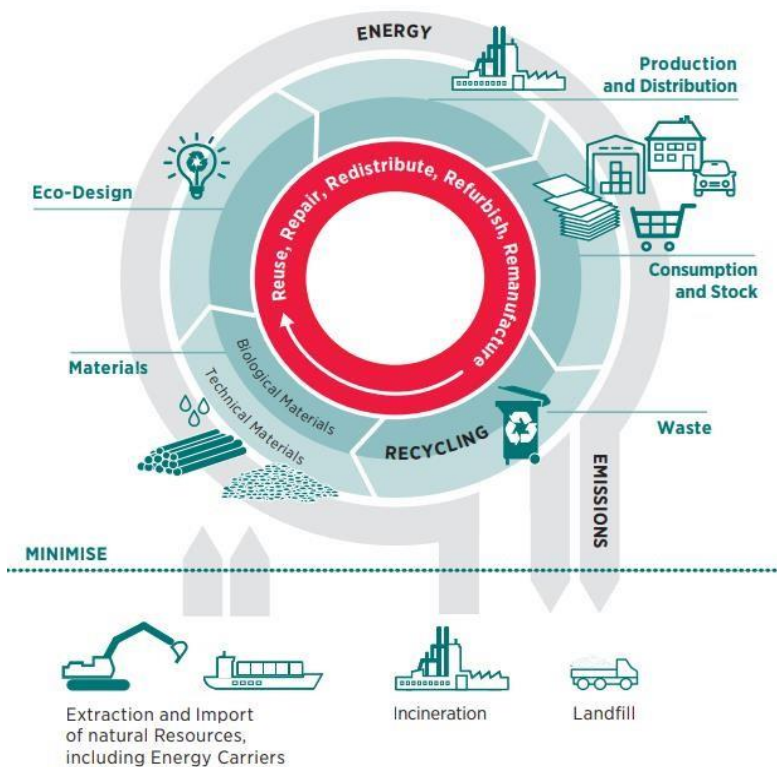 ENERGY
Production
and Distribution
Eco-Design
Reuse, Repair, Redistribute, Refurbish, Remanufacture
Consumption
and Stock
Materials
Biological Materials
Technical Materials
RECYCLING
Waste
EMISSIONS
MINIMISE
Extraction and Import
of natural Resources,
including Energy Carriers
Incineration
Landfill